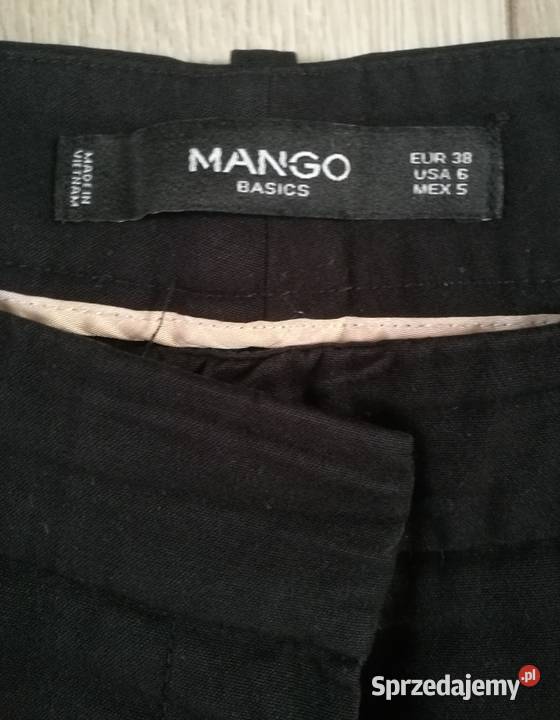 MADE IN
VIETNAM
MANGO
BASICS
EUR 38
USA 6
MEX 5
Sprzedajemy.pl